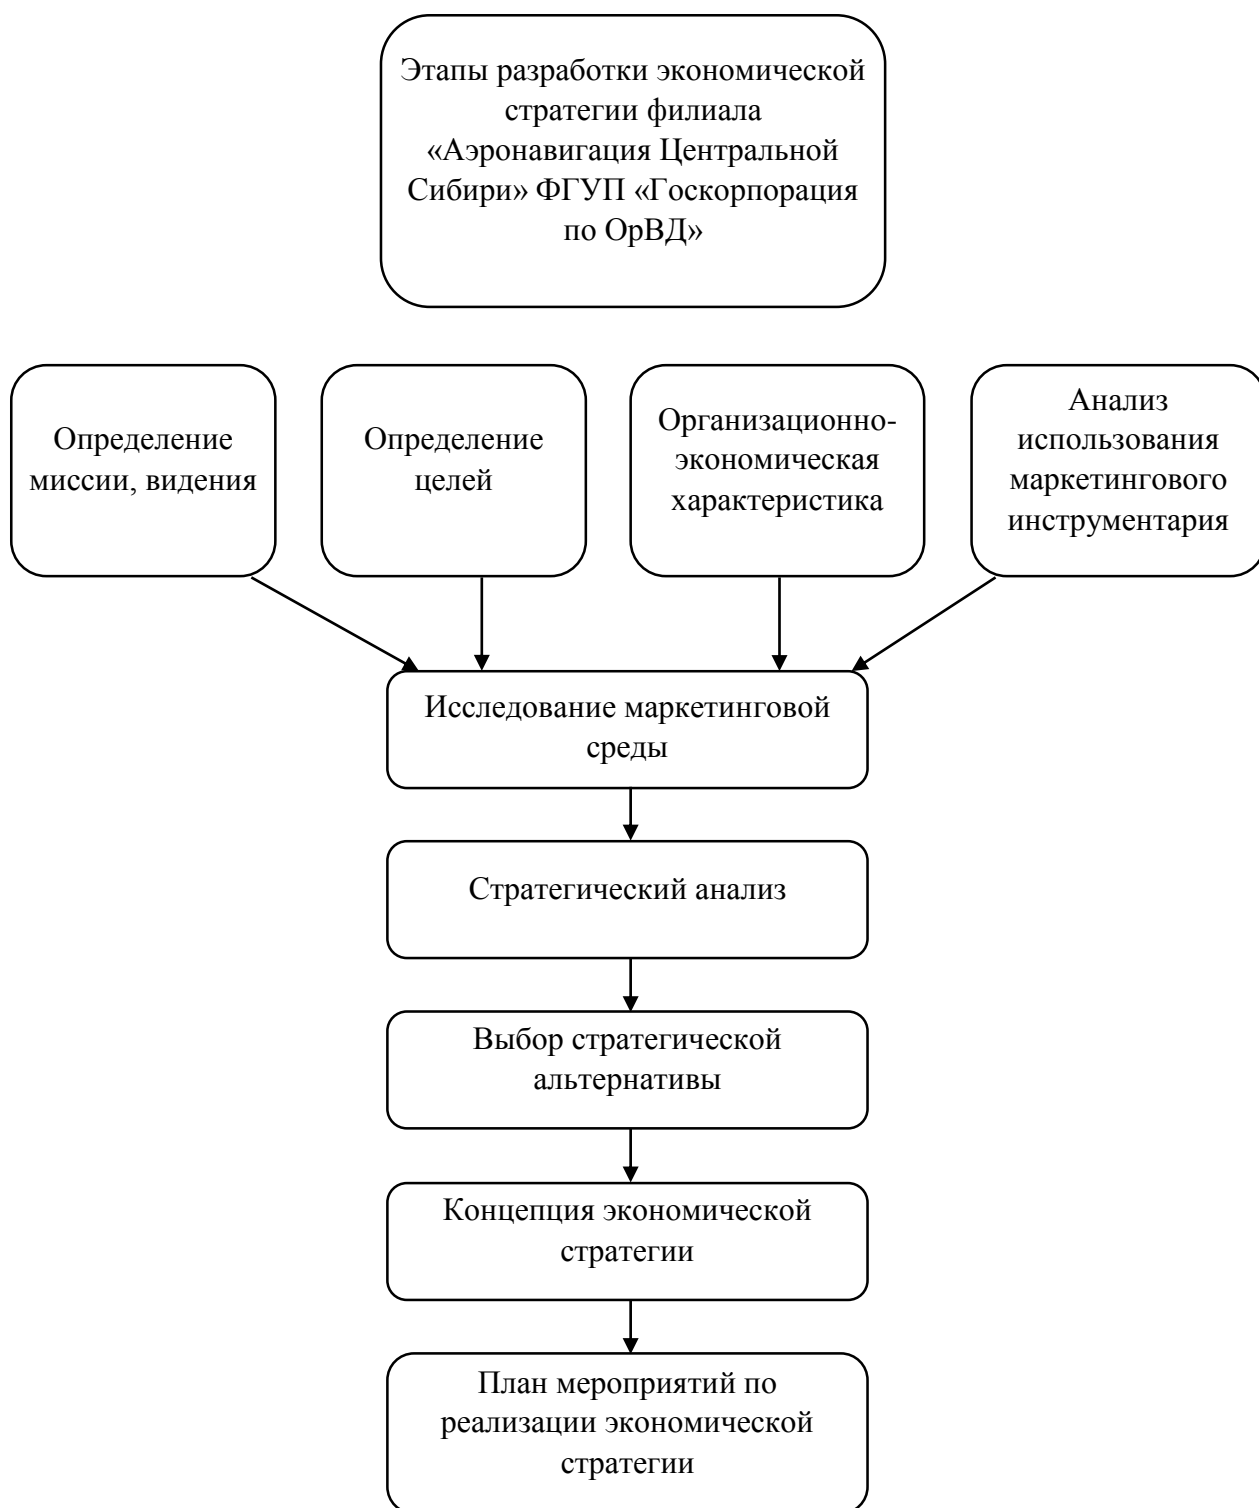 Этапы разработки экономической
стратегии филиала
«Аэронавигация Центральной
Сибири» ФГУП «Госкорпорация
по ОрВД»
Определение
миссии, видения
Определение
целей
Организационно-
экономическая
характеристика
Анализ
использования
маркетингового
инструментария
Исследование маркетинговой
среды
Стратегический анализ
Выбор стратегической
альтернативы
Концепция экономической
стратегии
План мероприятий по
реализации экономической
стратегии